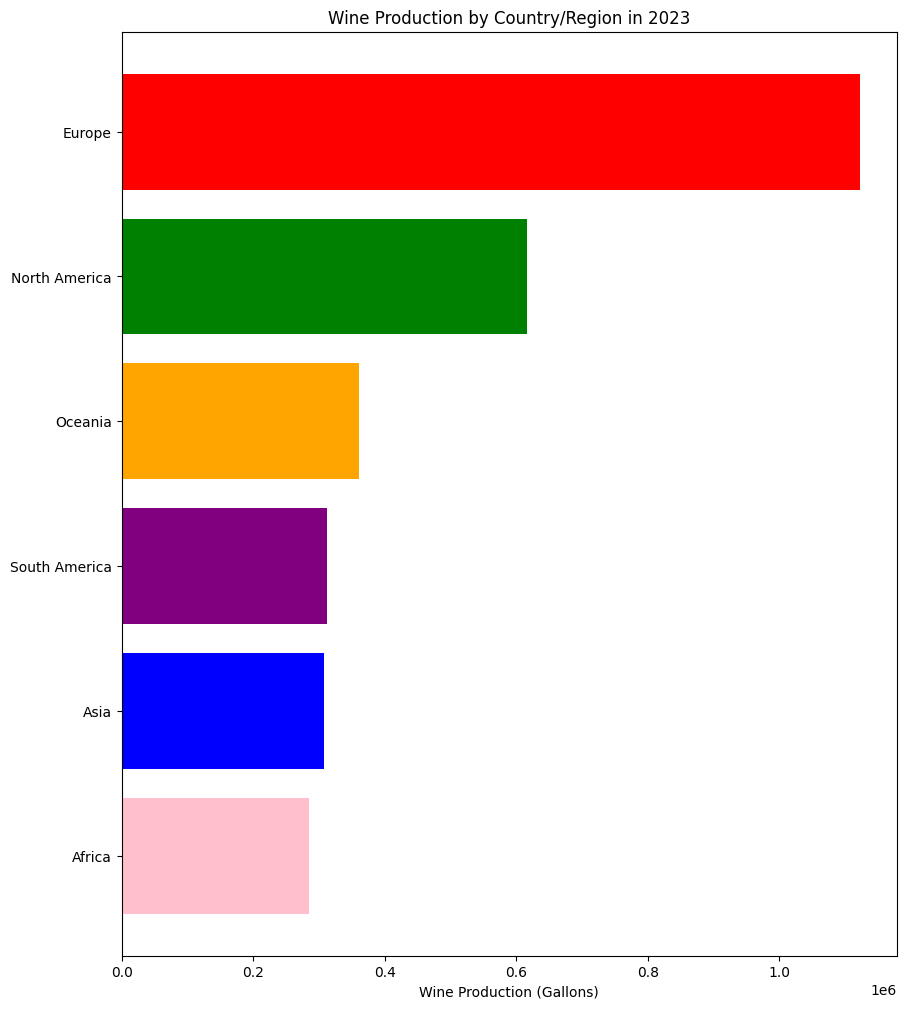 Wine Production by Country/Region in 2023
Europe
North America
Oceania
South America
Asia
Africa
0.0 0.2 0.4 0.6 0.8 1.0
1e6
Wine Production (Gallons)